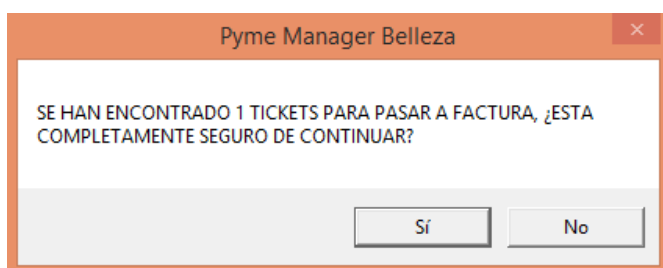 Pyme Manager Belleza
SE HAN ENCONTRADO 1 TICKETS PARA PASAR A FACTURA, ¿ESTA
COMPLETAMENTE SEGURO DE CONTINUAR?
Sí
No